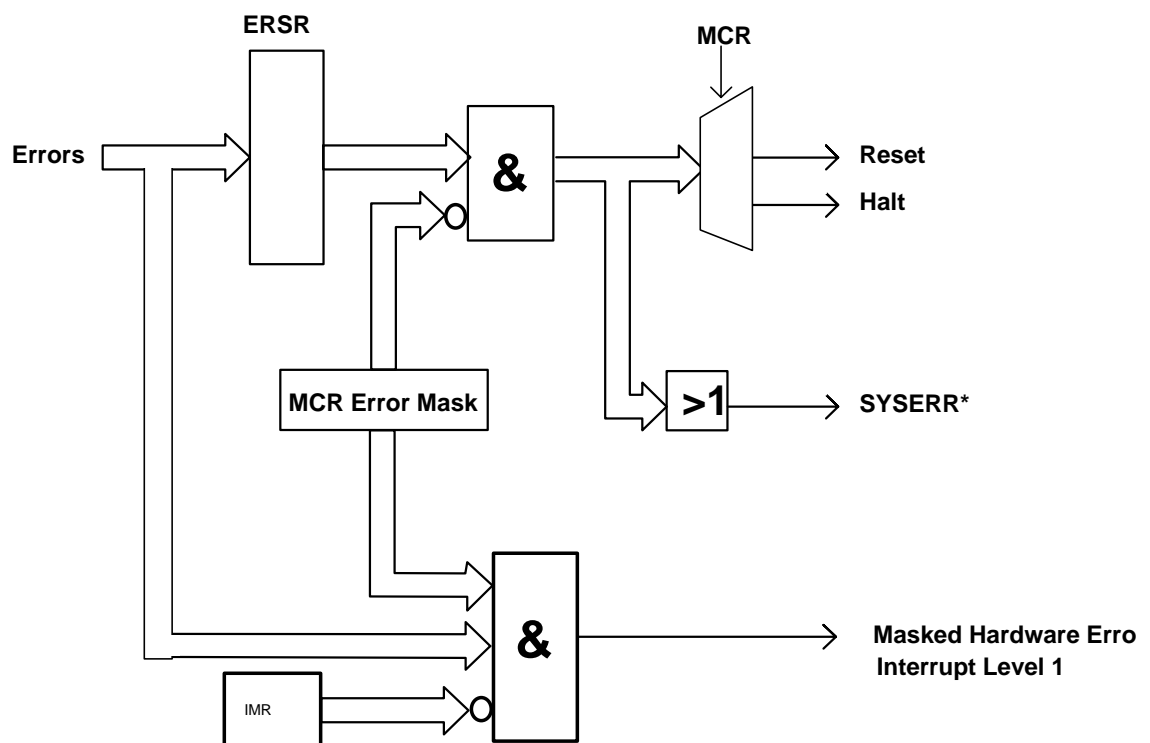 ERSR
MCR
Errors
&
Reset
Halt
MCR Error Mask
>1
SYSERR*
&
Masked Hardware Erro
Interrupt Level 1
IMR